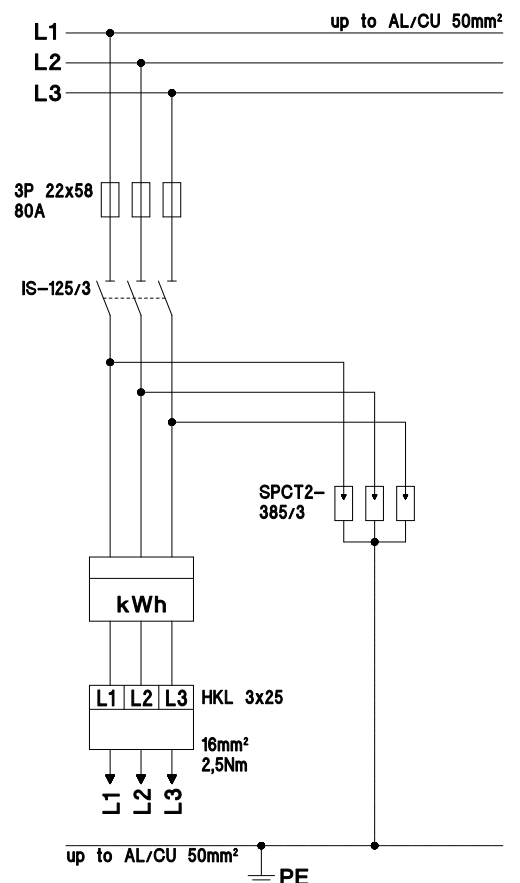 up to AL/CU 50mm²
L1
L2
L3
3P 22x58
80A
IS-125/3
SPCT2-
385/3
kWh
L1 L2 L3 HKL 3x25
16mm²
2,5Nm
L1 L2 L3
up to AL/CU 50mm²
PE